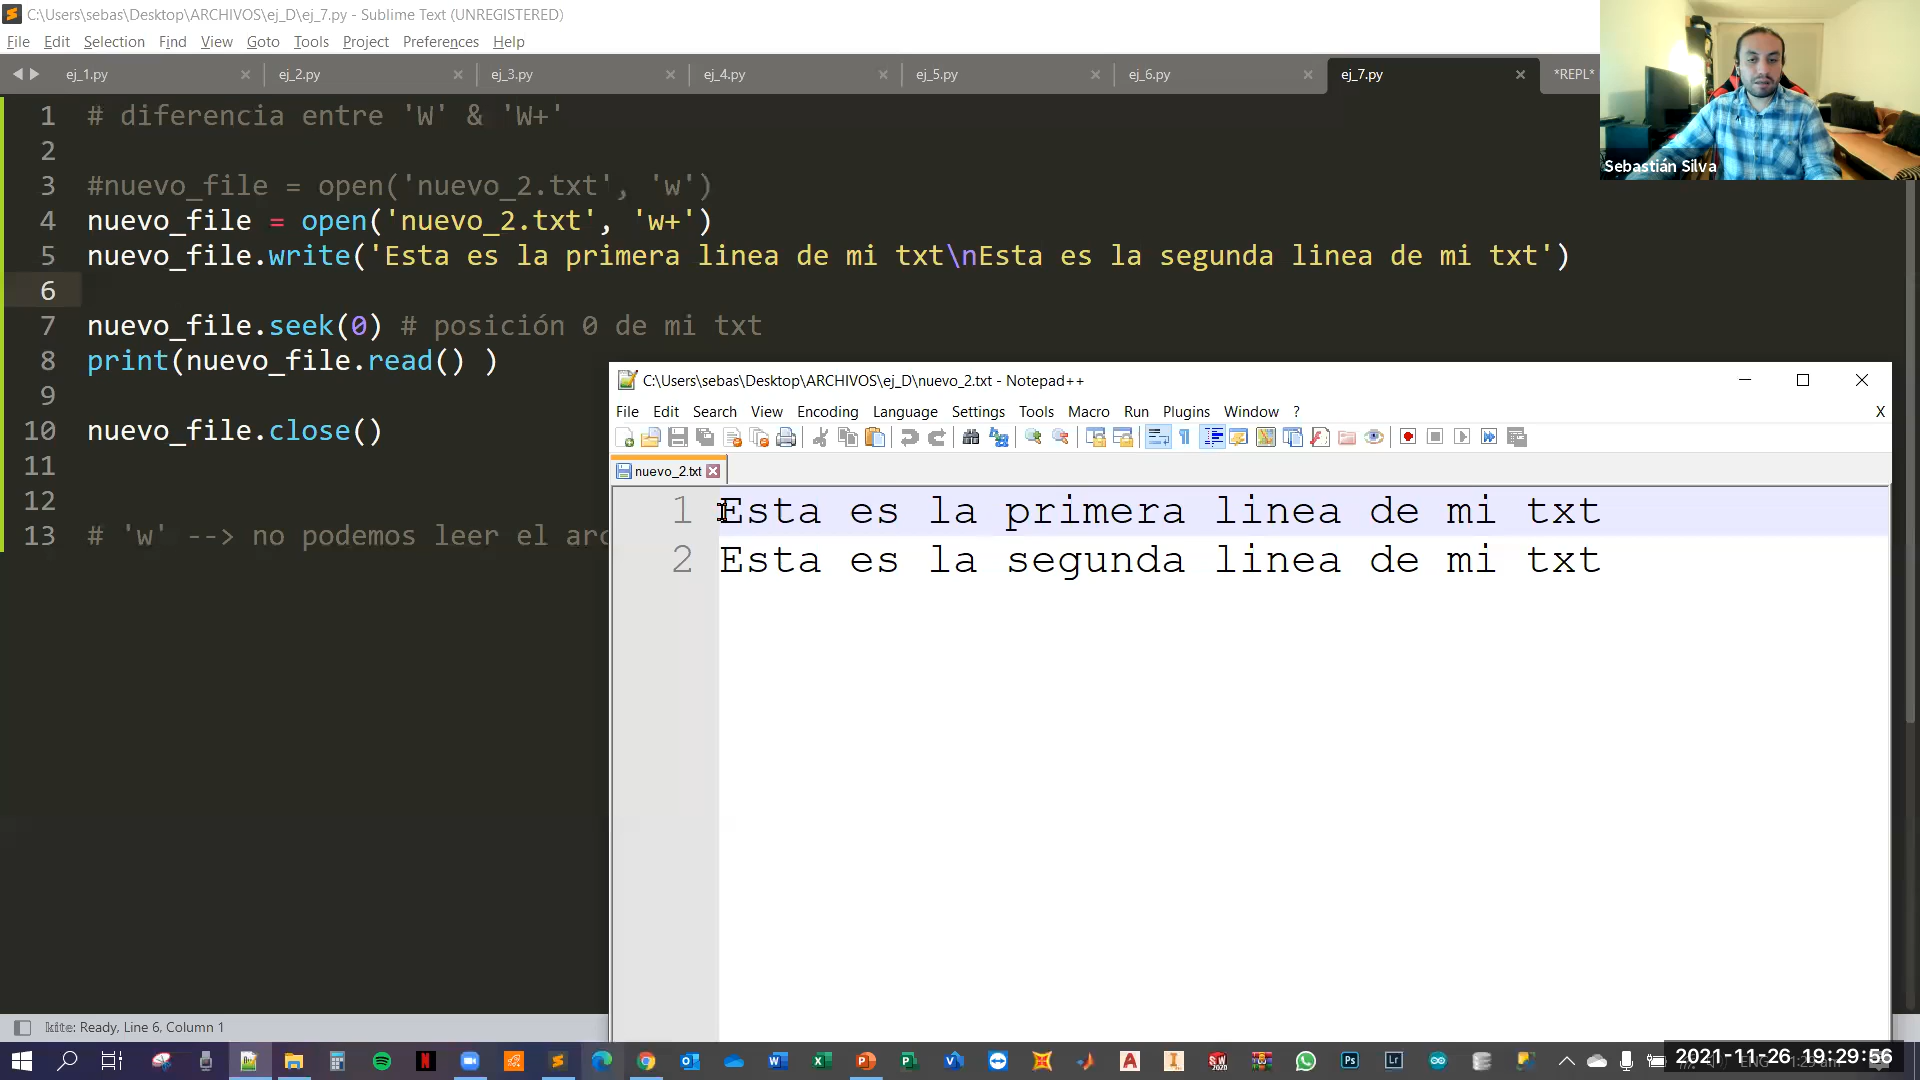 C:\Users\sebas\Desktop\ARCHIVOS\ej_D\ej_7.py - Sublime Text (UNREGISTERED)
File Edit Selection Find View Goto Tools Project Preferences Help
ej_1.py ej_2.py ej_3.py ej_4.py ej_5.py ej_6.py ej_7.py *REPL*
Sebastián Silva
1 # diferencia entre 'W' & 'W+'
2
3 #nuevo_file = open('nuevo_2.txt', 'w')
4 nuevo_file = open('nuevo_2.txt', 'w+')
5 nuevo_file.write('Esta es la primera linea de mi txt\nEsta es la segunda linea de mi txt')
6
7 nuevo_file.seek(0) # posición 0 de mi txt
8 print(nuevo_file.read() )
9
10 nuevo_file.close()
11
12
13 # 'w' --> no podemos leer el arc
C:\Users\sebas\Desktop\ARCHIVOS\ej_D\nuevo_2.txt - Notepad++
File Edit Search View Encoding Language Settings Tools Macro Run Plugins Window ? X
nuevo_2.txt
1 Esta es la primera linea de mi txt
2 Esta es la segunda linea de mi txt
kite: Ready, Line 6, Column 1
2021-11-26 19:29:56